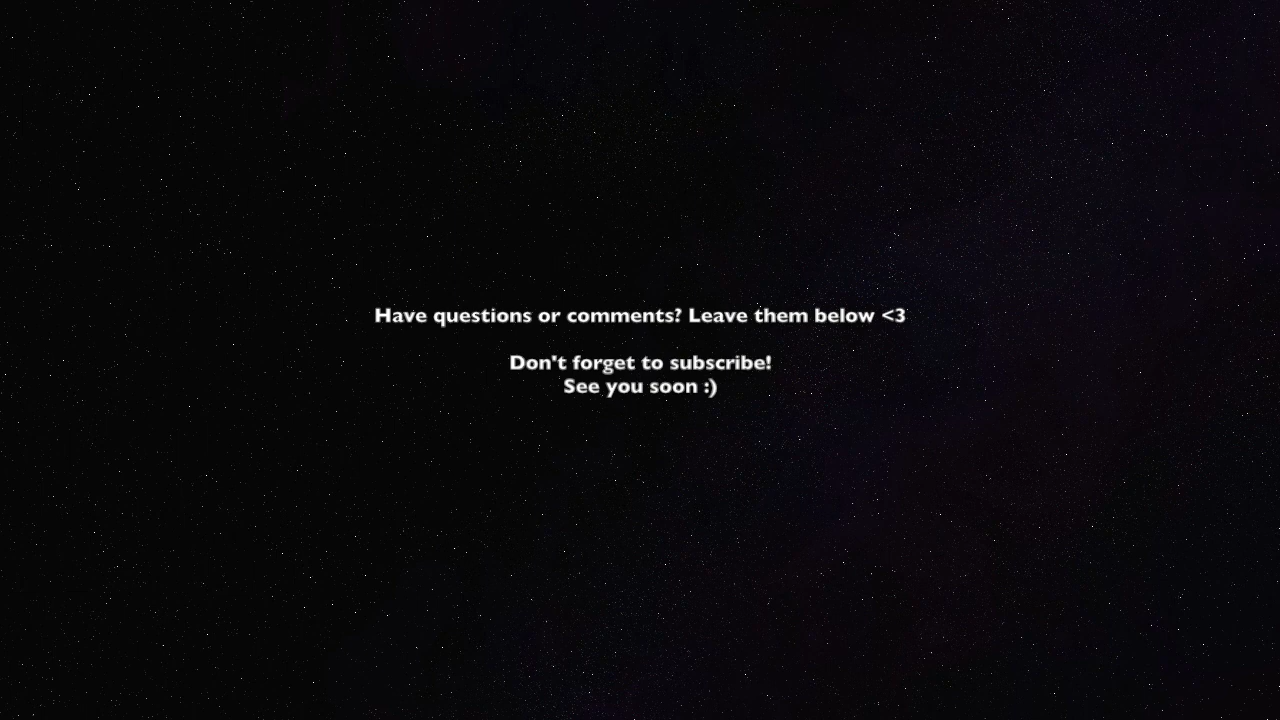 Have questions or comments? Leave them below <3
Don't forget to subscribe!
See you soon :)